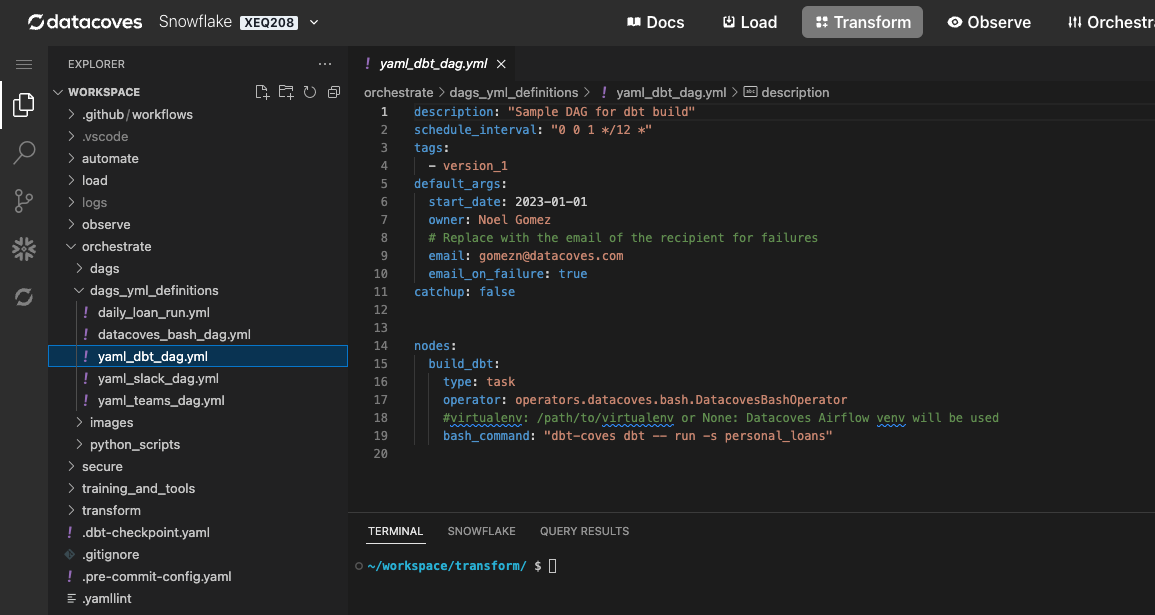 datacoves Snowflake XEQ208 Docs Load Transform Observe Orchestra
EXPLORER ...
WORKSPACE
.github/workflows
.vscode
automate
load
logs
observe
orchestrate
dags
dags_yml_definitions
! daily_loan_run.yml
! datacoves_bash_dag.yml
! yaml_dbt_dag.yml
! yaml_slack_dag.yml
! yaml_teams_dag.yml
images
python_scripts
secure
training_and_tools
transform
! .dbt-checkpoint.yaml
.gitignore
! .pre-commit-config.yaml
.yamllint
! yaml_dbt_dag.yml ×
orchestrate > dags_yml_definitions > ! yaml_dbt_dag.yml > abc description
1 description: "Sample DAG for dbt build"
2 schedule_interval: "0 0 1 */12 *"
3 tags:
4 - version_1
5 default_args:
6 start_date: 2023-01-01
7 owner: Noel Gomez
8 # Replace with the email of the recipient for failures
9 email: gomezn@datacoves.com
10 email_on_failure: true
11 catchup: false
12
13
14 nodes:
15 build_dbt:
16 type: task
17 operator: operators.datacoves.bash.DatacovesBashOperator
18 #virtualenv: /path/to/virtualenv or None: Datacoves Airflow venv will be used
19 bash_command: "dbt-coves dbt -- run -s personal_loans"
20
TERMINAL SNOWFLAKE QUERY RESULTS
~/workspace/transform/ $